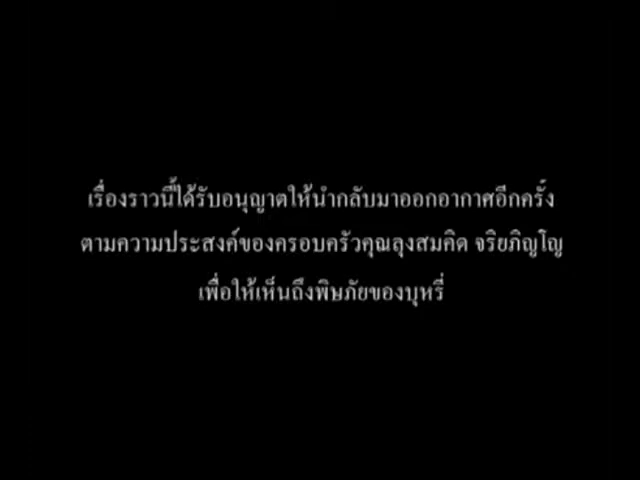 เรื่องราวนี้ได้รับอนุญาตให้นำกลับมาออกอากาศอีกครั้ง
ตามความประสงค์ของครอบครัวคุณลุงสมคิด จริยภิญโญ
เพื่อให้เห็นถึงพิษภัยของบุหรี่